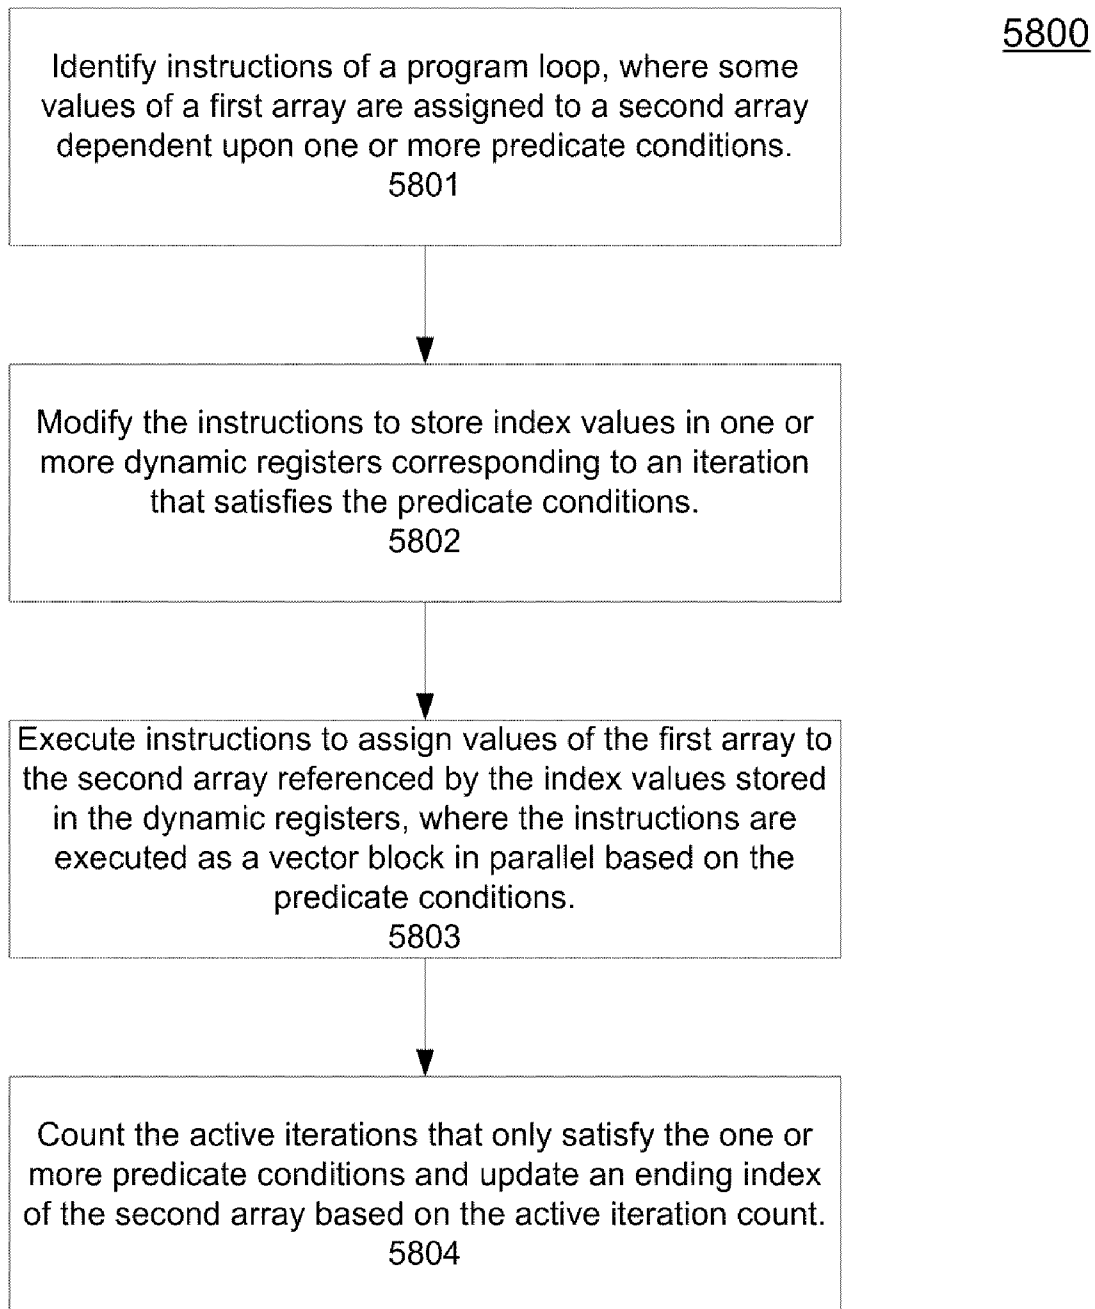 5800
Identify instructions of a program loop, where some
values of a first array are assigned to a second array
dependent upon one or more predicate conditions.
5801
Modify the instructions to store index values in one or
more dynamic registers corresponding to an iteration
that satisfies the predicate conditions.
5802
Execute instructions to assign values of the first array to
the second array referenced by the index values stored
in the dynamic registers, where the instructions are
executed as a vector block in parallel based on the
predicate conditions.
5803
Count the active iterations that only satisfy the one or
more predicate conditions and update an ending index
of the second array based on the active iteration count.
5804